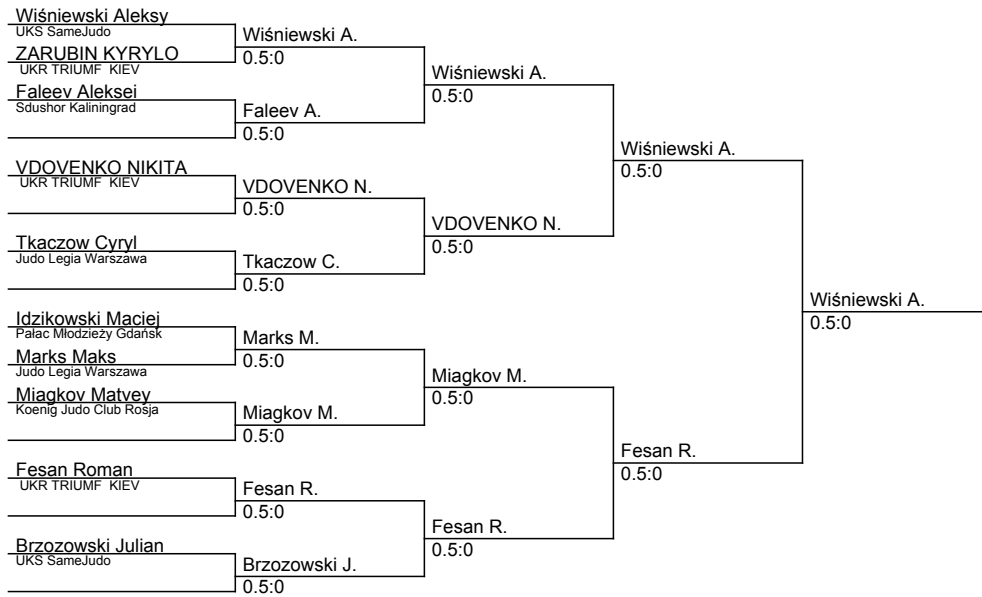 Wiśniewski Aleksy
UKS SameJudo
ZARUBIN KYRYLO
UKR TRIUMF KIEV
Faleev Aleksei
Sdushor Kaliningrad
VDOVENKO NIKITA
UKR TRIUMF KIEV
Tkaczow Cyryl
Judo Legia Warszawa
Idzikowski Maciej
Pałac Młodzieży Gdańsk
Marks Maks
Judo Legia Warszawa
Miagkov Matvey
Koenig Judo Club Rosja
Fesan Roman
UKR TRIUMF KIEV
Brzozowski Julian
UKS SameJudo
Wiśniewski A.
0.5:0
Faleev A.
0.5:0
VDOVENKO N.
0.5:0
Tkaczow C.
0.5:0
Marks M.
0.5:0
Miagkov M.
0.5:0
Fesan R.
0.5:0
Brzozowski J.
0.5:0
Wiśniewski A.
0.5:0
VDOVENKO N.
0.5:0
Miagkov M.
0.5:0
Fesan R.
0.5:0
Wiśniewski A.
0.5:0
Fesan R.
0.5:0
Wiśniewski A.
0.5:0